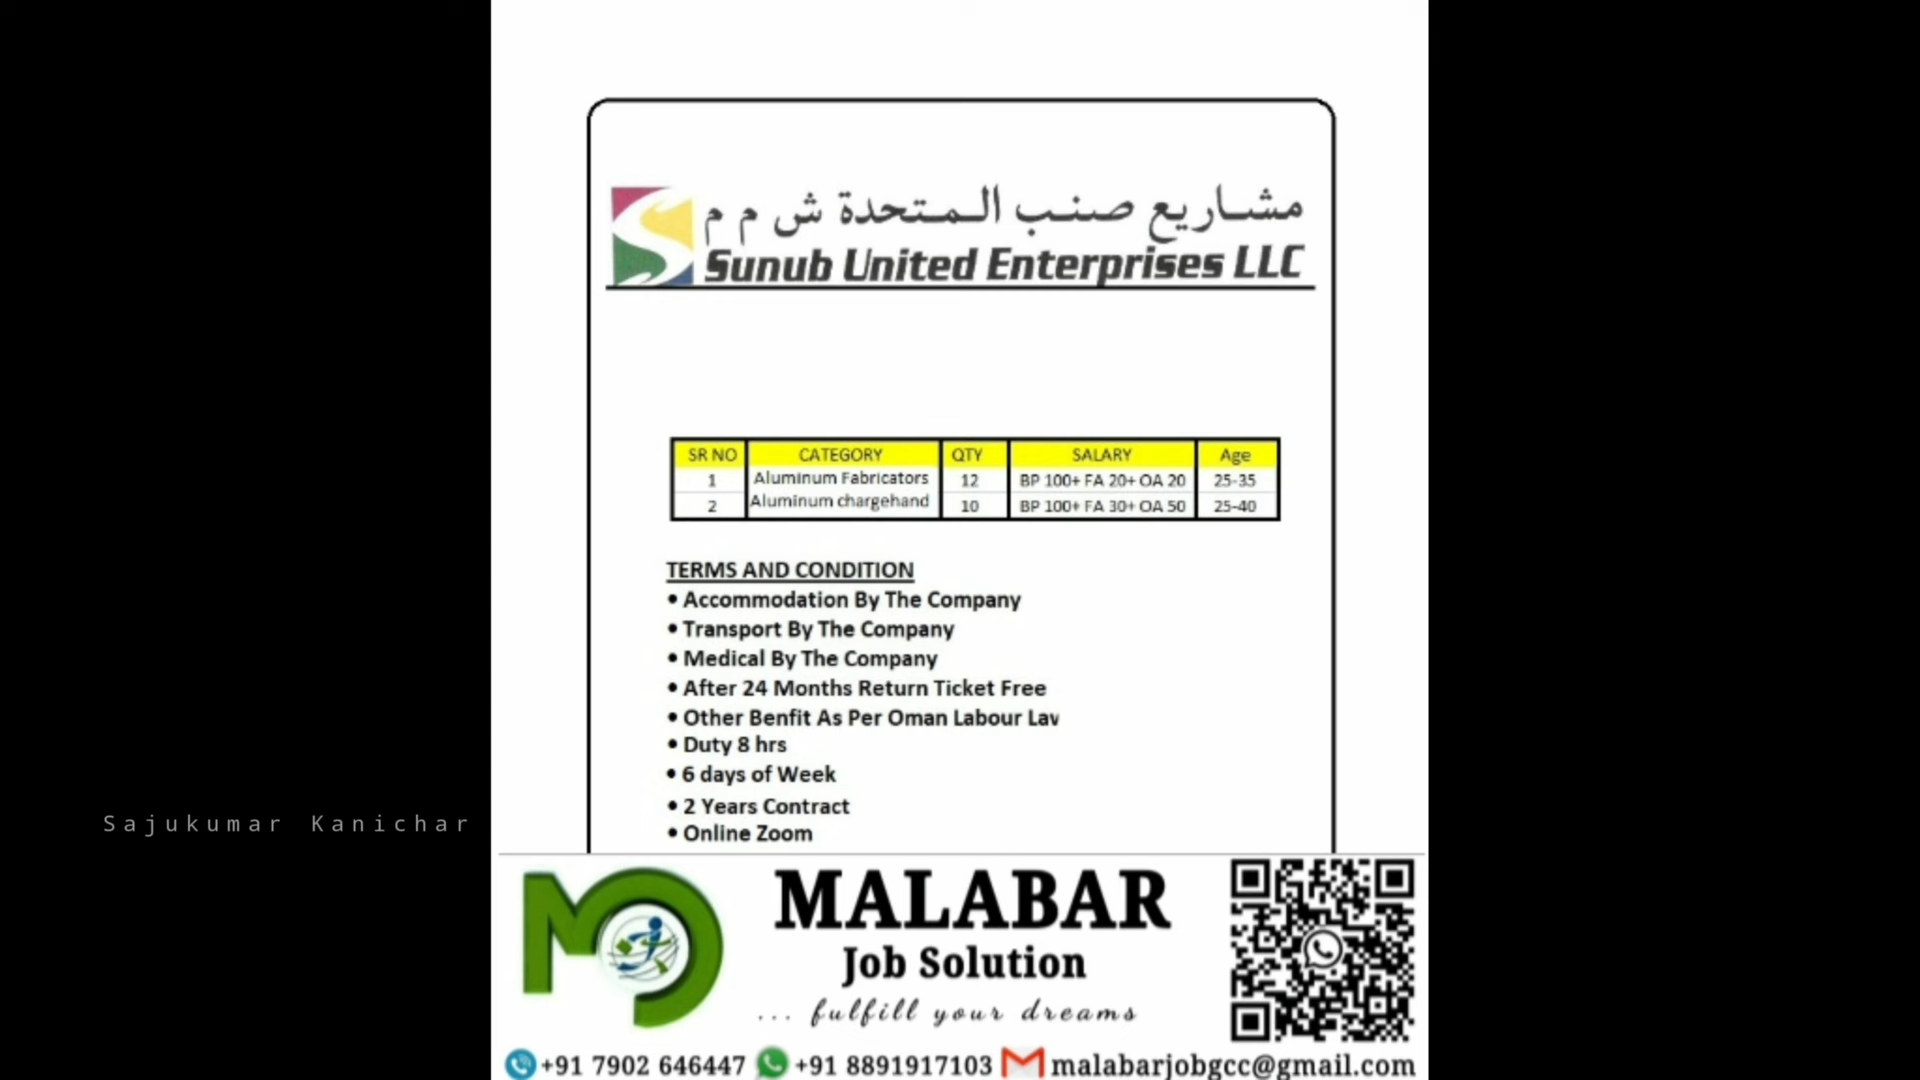 مشاريع صنب المتحدة ش م م
Sunub United Enterprises LLC
SR NO CATEGORY QTY SALARY Age
1 Aluminum Fabricators 12 BP 100+ FA 20+ OA 20 25-35
2 Aluminum chargehand 10 BP 100+ FA 30+ OA 50 25-40
TERMS AND CONDITION
• Accommodation By The Company
• Transport By The Company
• Medical By The Company
• After 24 Months Return Ticket Free
• Other Benfit As Per Oman Labour Lav
• Duty 8 hrs
• 6 days of Week
• 2 Years Contract
• Online Zoom
Sajukumar Kanichar
MALABAR
Job Solution
... fulfill your dreams
+91 7902 646447 +91 8891917103 malabarjobgcc@gmail.com